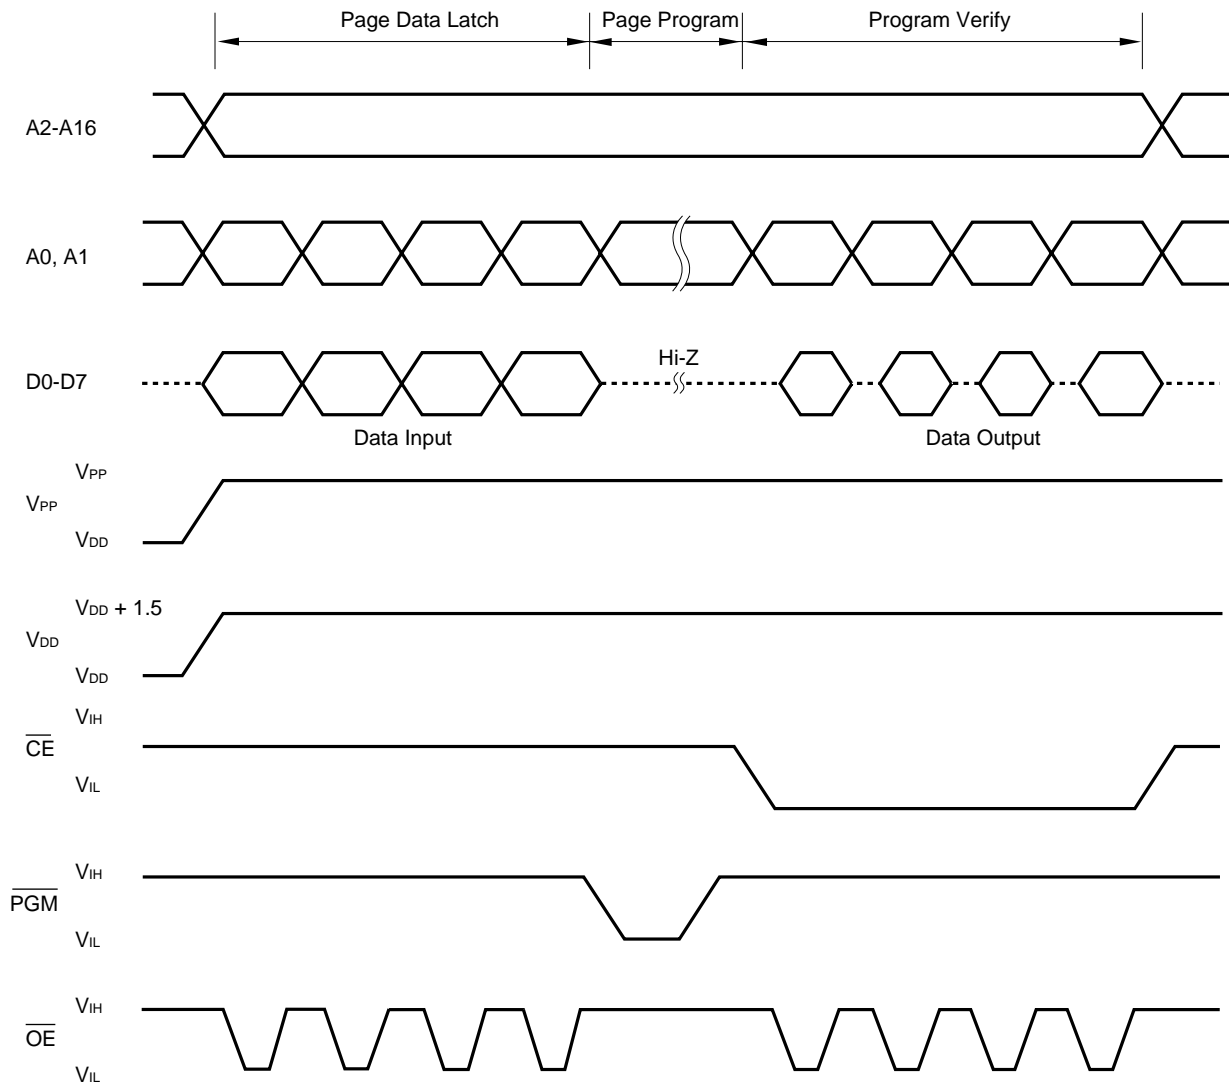 Page Data Latch Page Program Program Verify
A2-A16
A0, A1
Hi-Z
D0-D7
Data Input Data Output
VPP
VPP
VDD
VDD + 1.5
VDD
VDD
VIH
CE
VIL
VIH
PGM
VIL
VIH
OE
VIL